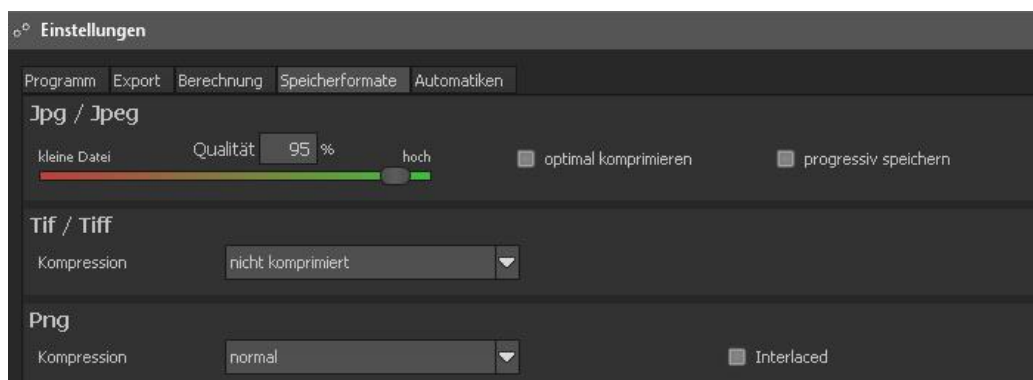 Einstellungen
Programm Export Berechnung Speicherformate Automatiken
Jpg / Jpeg
kleine Datei Qualität 95 % hoch optimal komprimieren progressiv speichern
Tif / Tiff
Kompression nicht komprimiert
Png
Kompression normal Interlaced